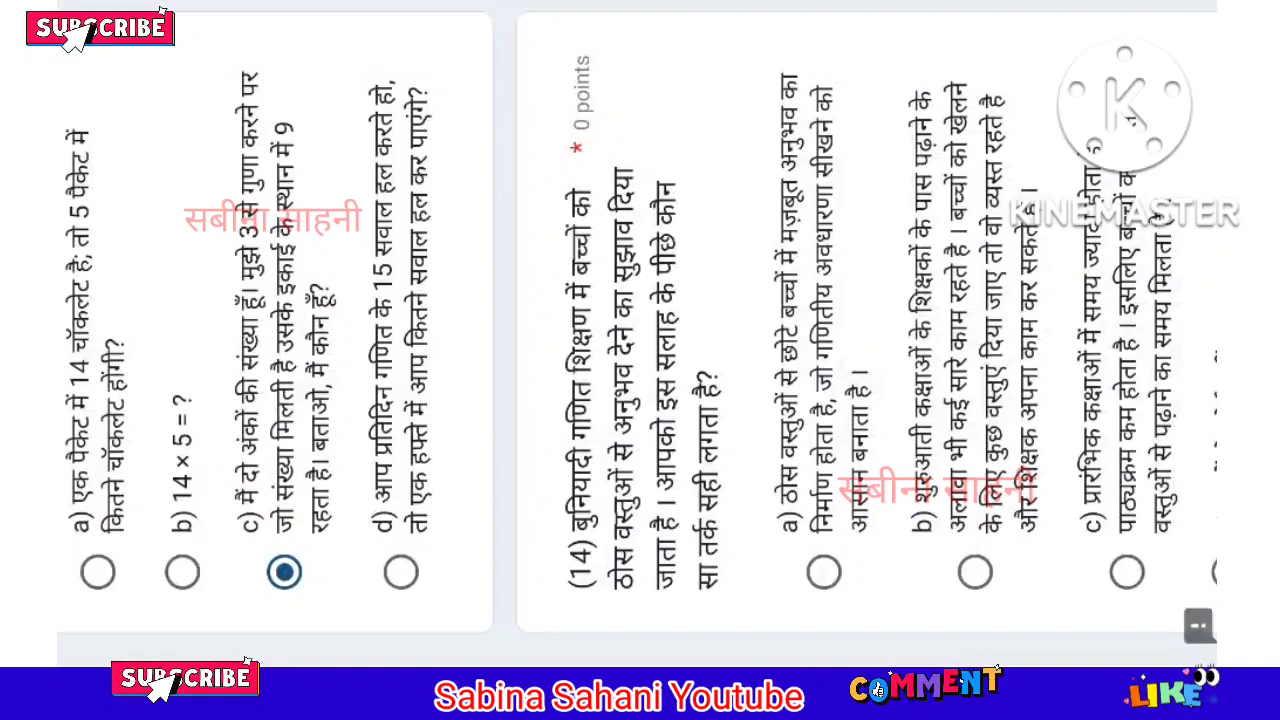 SUBSCRIBE
a) एक पैकेट में 14 चॉकलेट है; तो 5 पैकेट में
कितने चॉकलेट होंगी?
b) 14 × 5 = ?
c) मैं दो अंकों की संख्या हूँ। मुझे 3 से गुणा करने पर
जो संख्या मिलती है उसके इकाई के स्थान में 9
रहता है। बताओ, मैं कौन हूँ?
d) आप प्रतिदिन गणित के 15 सवाल हल करते हो,
तो एक हफ्ते में आप कितने सवाल हल कर पाएंगे?
सबीना साहनी
(14) बुनियादी गणित शिक्षण में बच्चों को
* 0 points
ठोस वस्तुओं से अनुभव देने का सुझाव दिया
जाता है । आपको इस सलाह के पीछे कौन
सा तर्क सही लगता है?
a) ठोस वस्तुओं से छोटे बच्चों में मज़बूत अनुभव का
निर्माण होता है, जो गणितीय अवधारणा सीखने को
आसान बनाता है ।
b) शुरुआती कक्षाओं के शिक्षकों के पास पढ़ाने के
अलावा भी कई सारे काम रहते है । बच्चों को खेलने
के लिए कुछ वस्तुएं दिया जाए तो वो व्यस्त रहते है
और शिक्षक अपना काम कर सकते है ।
सबीना साहनी
c) प्रारंभिक कक्षाओं में समय ज्यादा होता
पाठ्यक्रम कम होता है । इसलिए बच्चों
वस्तुओं से पढ़ाने का समय मिलता
K
KINEMASTER
SUBSCRIBE
Sabina Sahani Youtube
COMMENT
LIKE